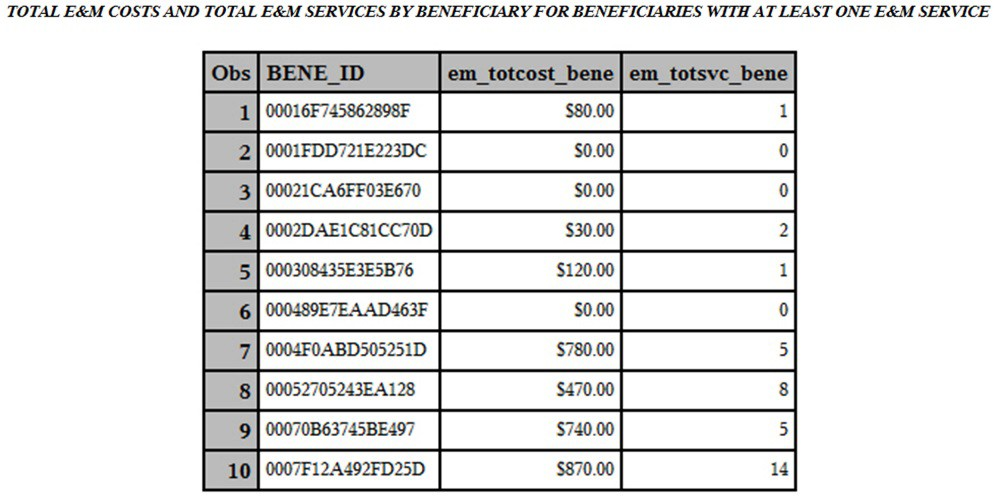 TOTAL E&M COSTS AND TOTAL E&M SERVICES BY BENEFICIARY FOR BENEFICIARIES WITH AT LEAST ONE E&M SERVICE
Obs BENE_ID em_totcost_bene em_totsvc_bene
1 00016F745862898F $80.00 1
2 0001FDD721E223DC $0.00 0
3 00021CA6FF03E670 $0.00 0
4 0002DAE1C81CC70D $30.00 2
5 000308435E3E5B76 $120.00 1
6 000489E7EAAD463F $0.00 0
7 0004F0ABD505251D $780.00 5
8 00052705243EA128 $470.00 8
9 00070B63745BE497 $740.00 5
10 0007F12A492FD25D $870.00 14